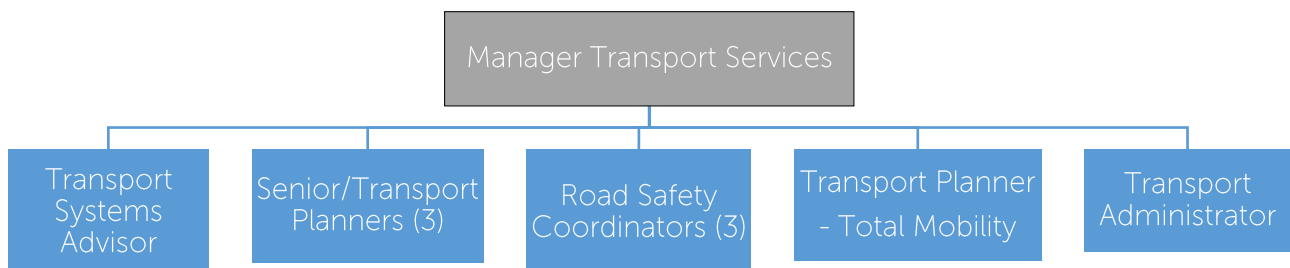 Manager Transport Services
Transport
Systems
Advisor
Senior/Transport
Planners (3)
Road Safety
Coordinators (3)
Transport Planner
- Total Mobility
Transport
Administrator